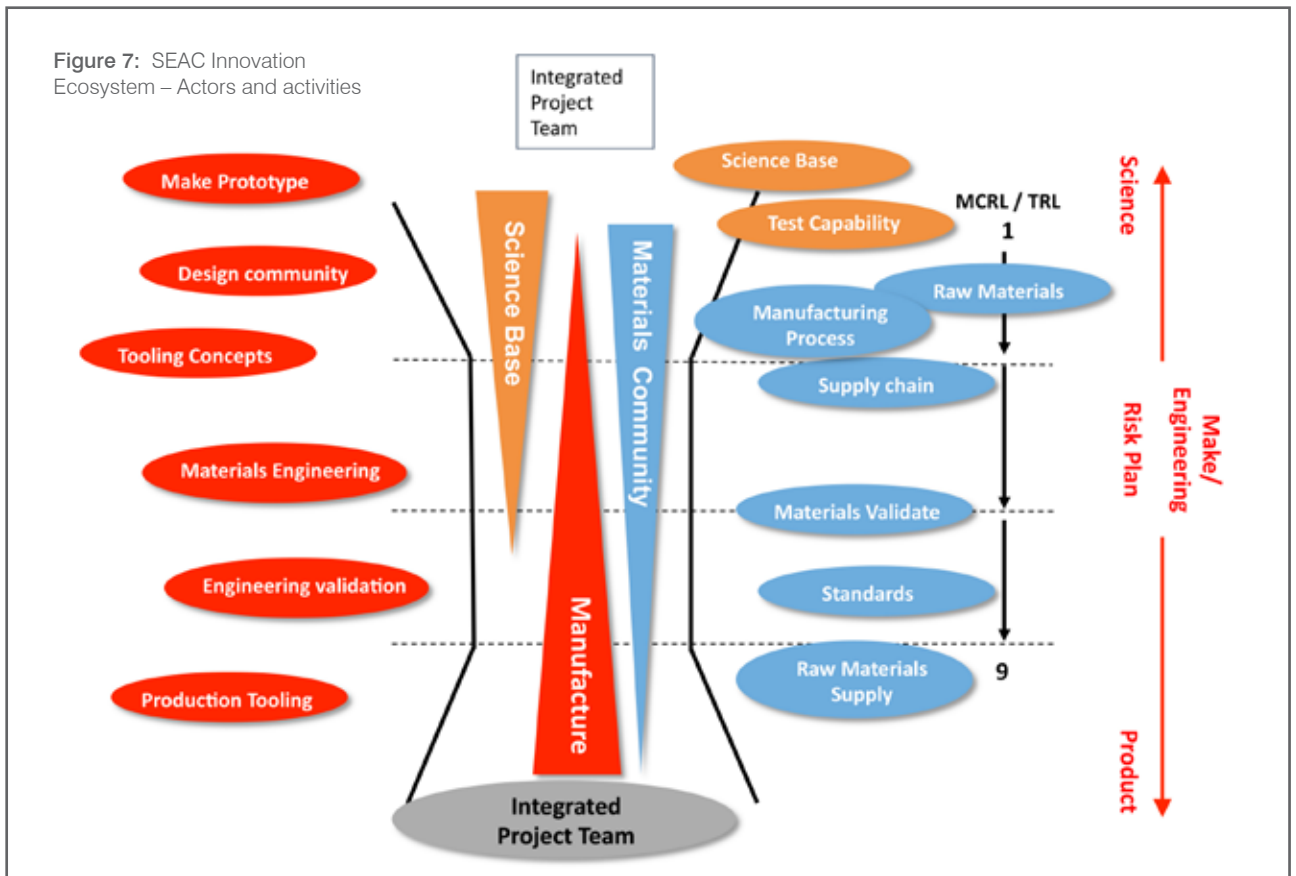 Figure 7: SEAC Innovation
Ecosystem – Actors and activities
Integrated
Project
Team
Make Prototype
Design community
Tooling Concepts
Materials Engineering
Engineering validation
Production Tooling
Science Base
Manufacture
Materials Community
Science Base
Test Capability
MCRL / TRL
1
Raw Materials
Manufacturing
Process
Supply chain
Materials Validate
Standards
Raw Materials
Supply
9
Science
Make/
Engineering
Risk Plan
Product
Integrated
Project Team